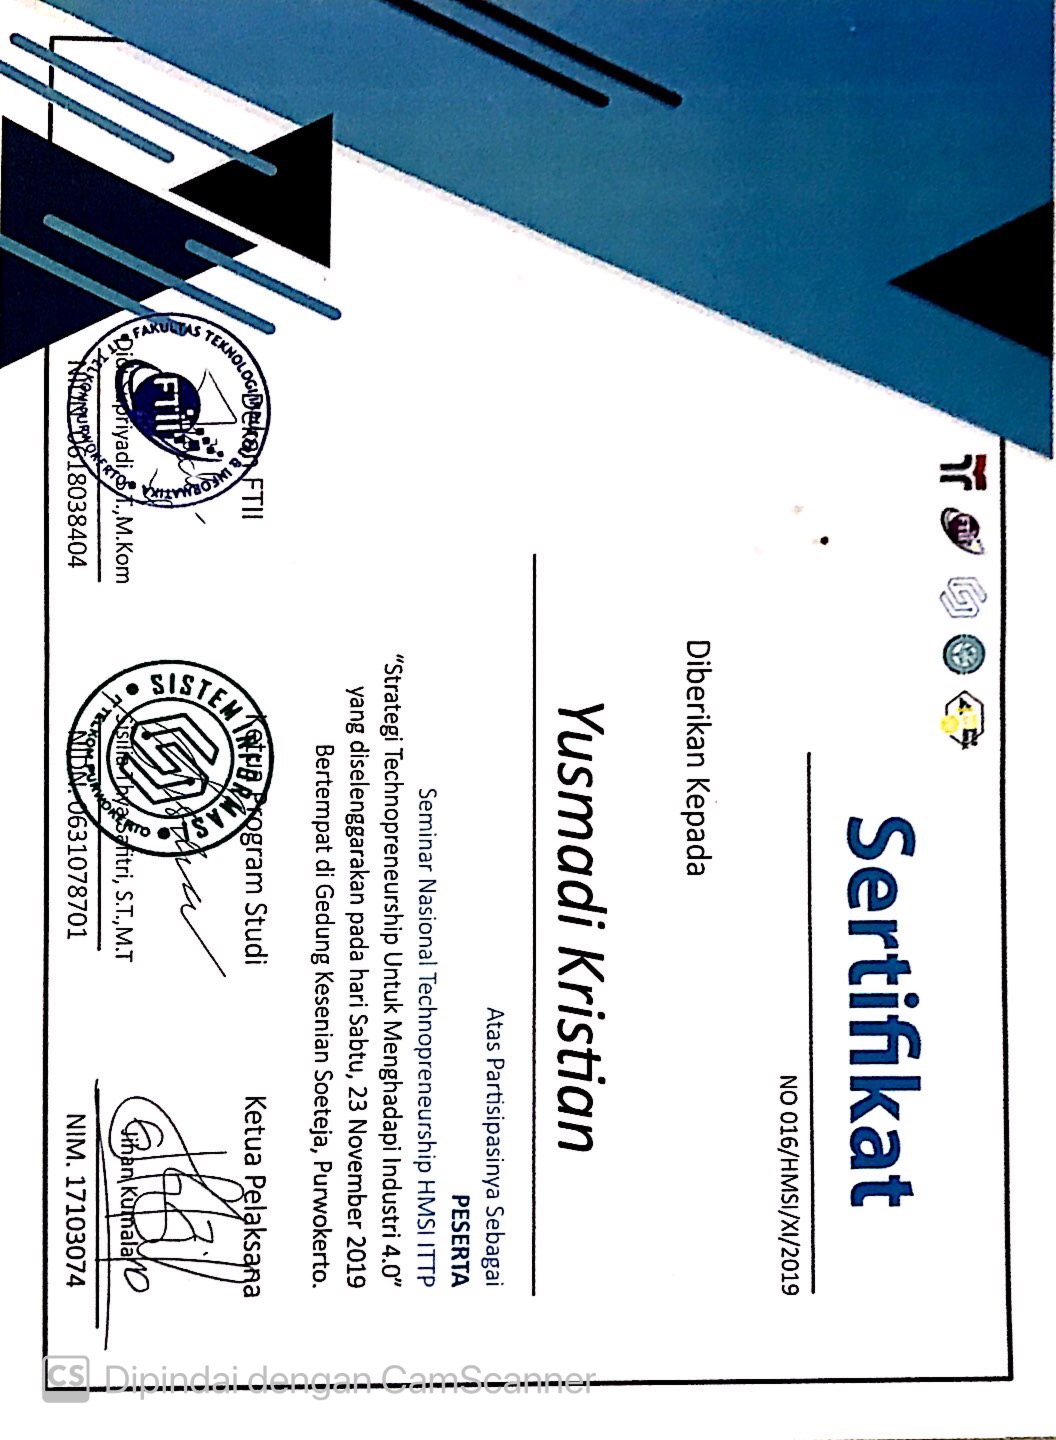 FTII
Sertifikat
NO 016/HMSI/XI/2019
Diberikan Kepada
Yusmadi Kristian
Atas Partisipasinya Sebagai
PESERTA
Seminar Nasional Technopreneurship HMSI ITTP
“Strategi Technopreneurship Untuk Menghadapi Industri 4.0”
yang diselenggarakan pada hari Sabtu, 23 November 2019
Bertempat di Gedung Kesenian Soeteja, Purwokerto.
Dekan FTII
FAKULTAS TEKNOLOGI INDUSTRI & INFORMATIKA
FTII
IT TELKOM PURWOKERTO
Didi Supriyadi, S.T.,M.Kom
NIDN. 0618038404
Ketua Program Studi
SISTEM INFORMASI
IT TELKOM PURWOKERTO
Sisilia Thya Safitri, S.T.,M.T
NIDN. 0631078701
Ketua Pelaksana
Jihan Kumala
NIM. 17103074
CS Dipindai dengan CamScanner